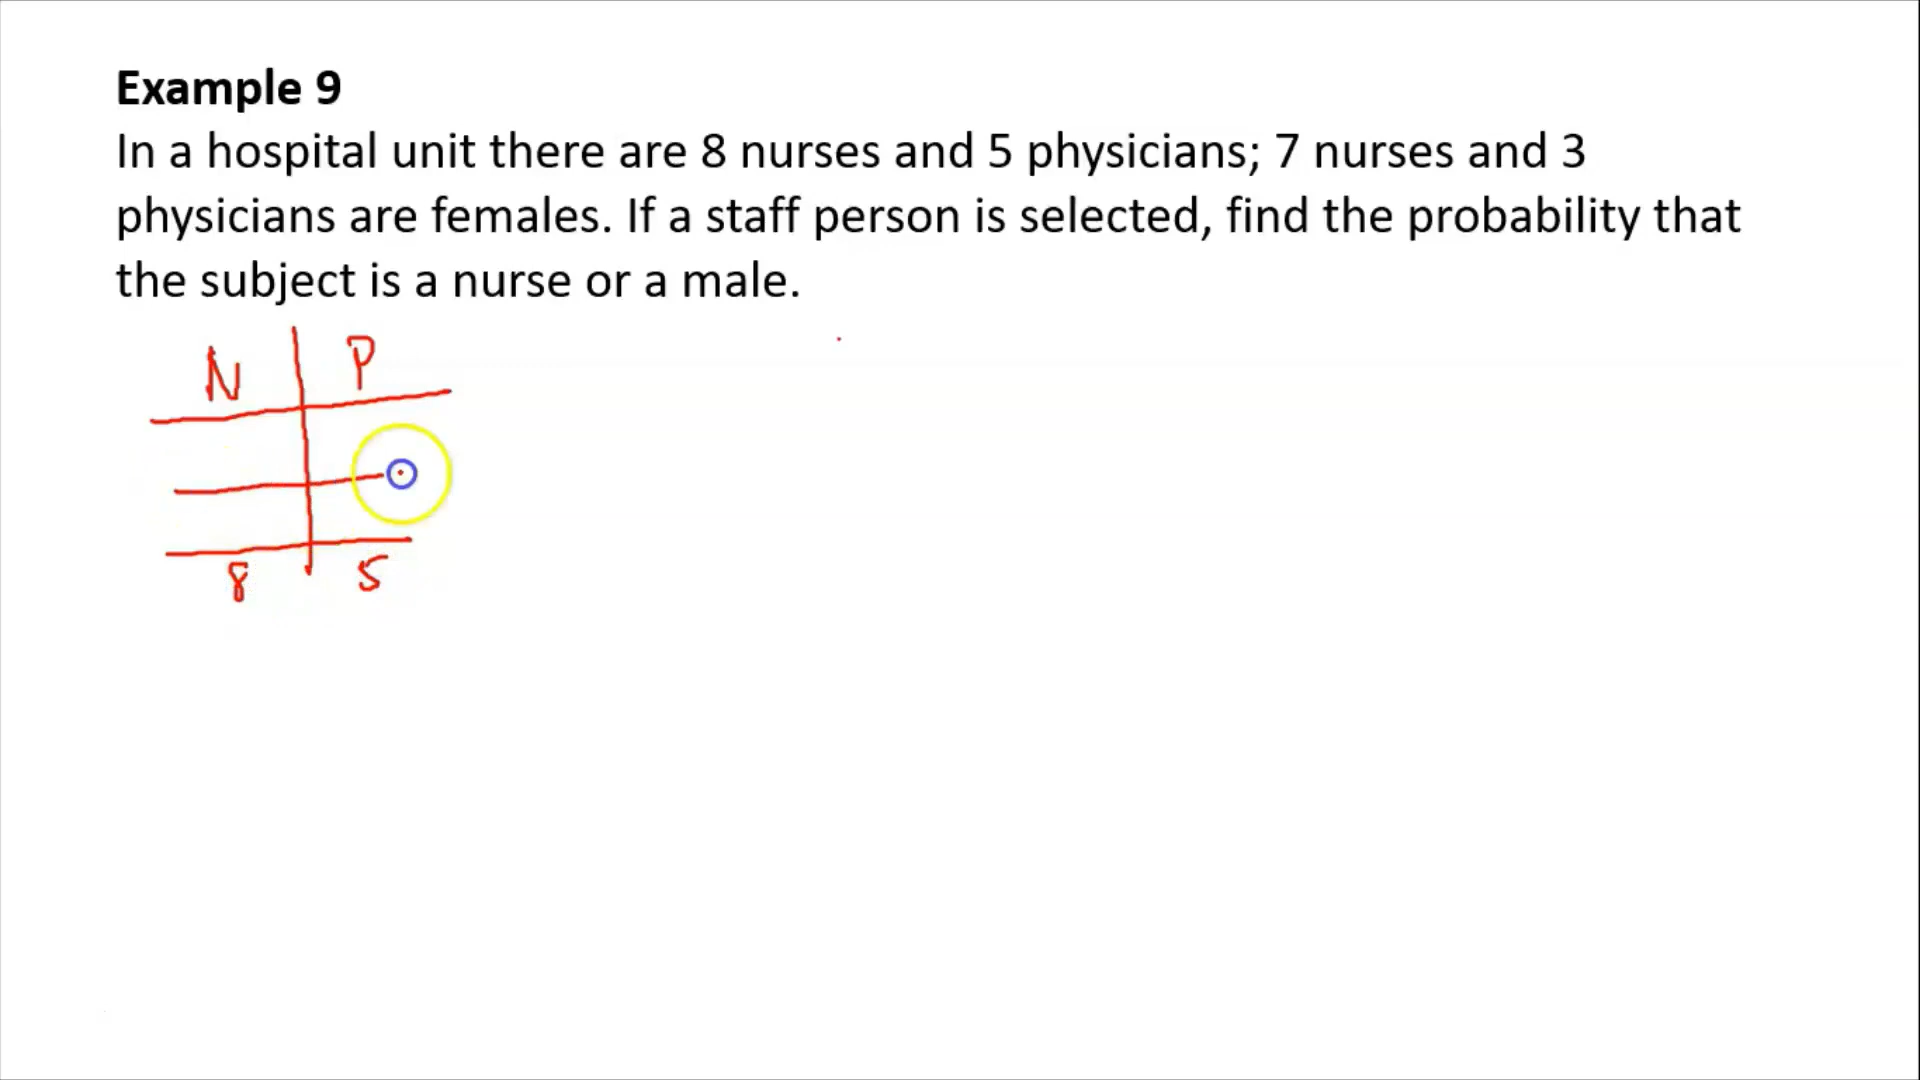 Example 9
In a hospital unit there are 8 nurses and 5 physicians; 7 nurses and 3
physicians are females. If a staff person is selected, find the probability that
the subject is a nurse or a male.
N P
8 5